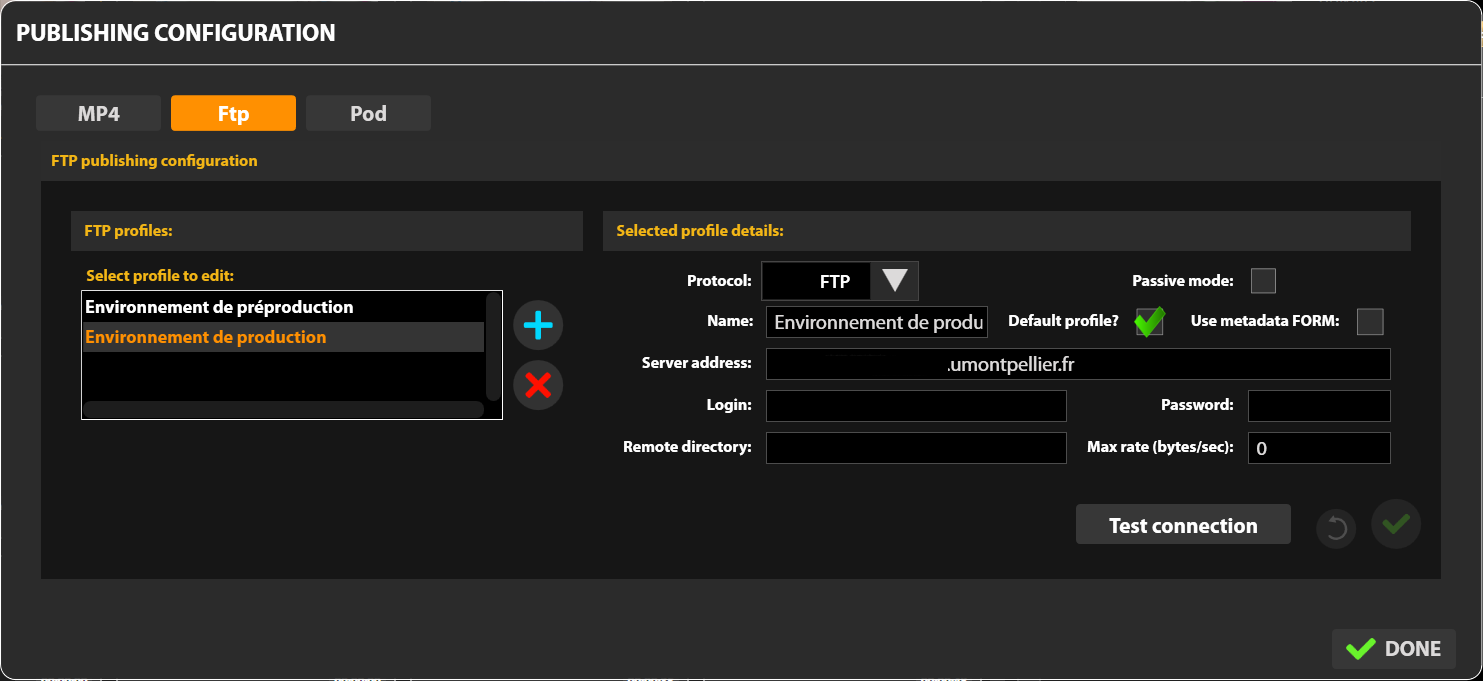 PUBLISHING CONFIGURATION
MP4 Ftp Pod
FTP publishing configuration
FTP profiles:
Select profile to edit:
Environnement de préproduction
Environnement de production
Selected profile details:
Protocol: FTP Passive mode:
Name: Environnement de produ Default profile? Use metadata FORM:
Server address: .umontpellier.fr
Login: Password:
Remote directory: Max rate (bytes/sec): 0
Test connection
DONE